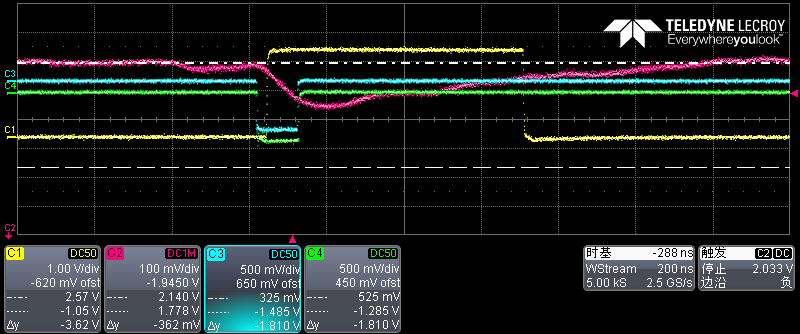 TELEDYNE LECROY
Everywhereyoulook™
C3
C4
C1
C2
C1 DC50
1.00 V/div
-620 mV ofst
2.57 V
-1.05 V
Δy -3.62 V
C2 DC1M
100 mV/div
-1.9450 V
2.140 V
1.778 V
Δy -362 mV
C3 DC50
500 mV/div
650 mV ofst
325 mV
-1.485 V
Δy -1.810 V
C4 DC50
500 mV/div
450 mV ofst
525 mV
-1.285 V
Δy -1.810 V
时基 -288 ns
WStream 200 ns
5.00 kS 2.5 GS/s
触发 C2 DC
停止 2.033 V
边沿 负